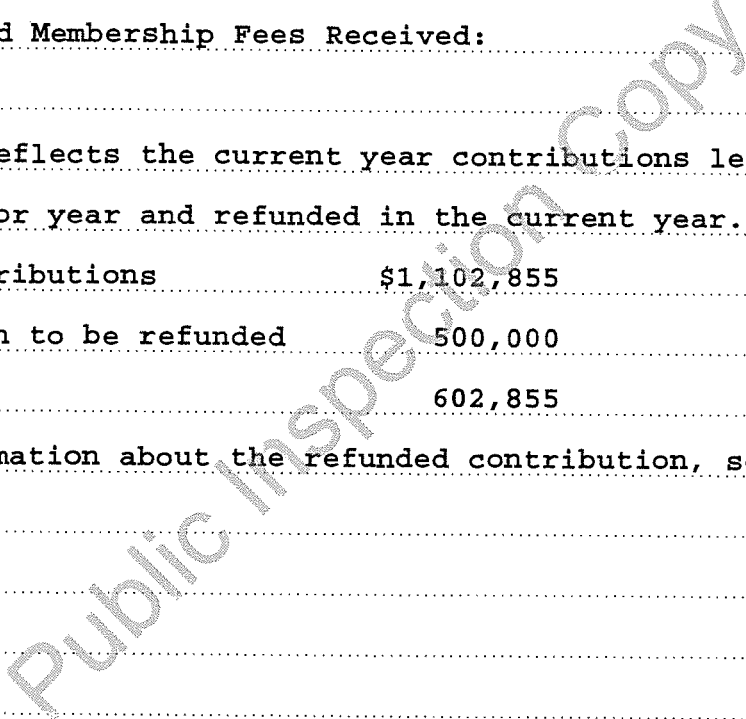 d Membership Fees Received:
eflects the current year contributions le
or year and refunded in the current year.
ributions $1,102,855
n to be refunded 500,000
602,855
mation about the refunded contribution, s
Public Inspection Copy